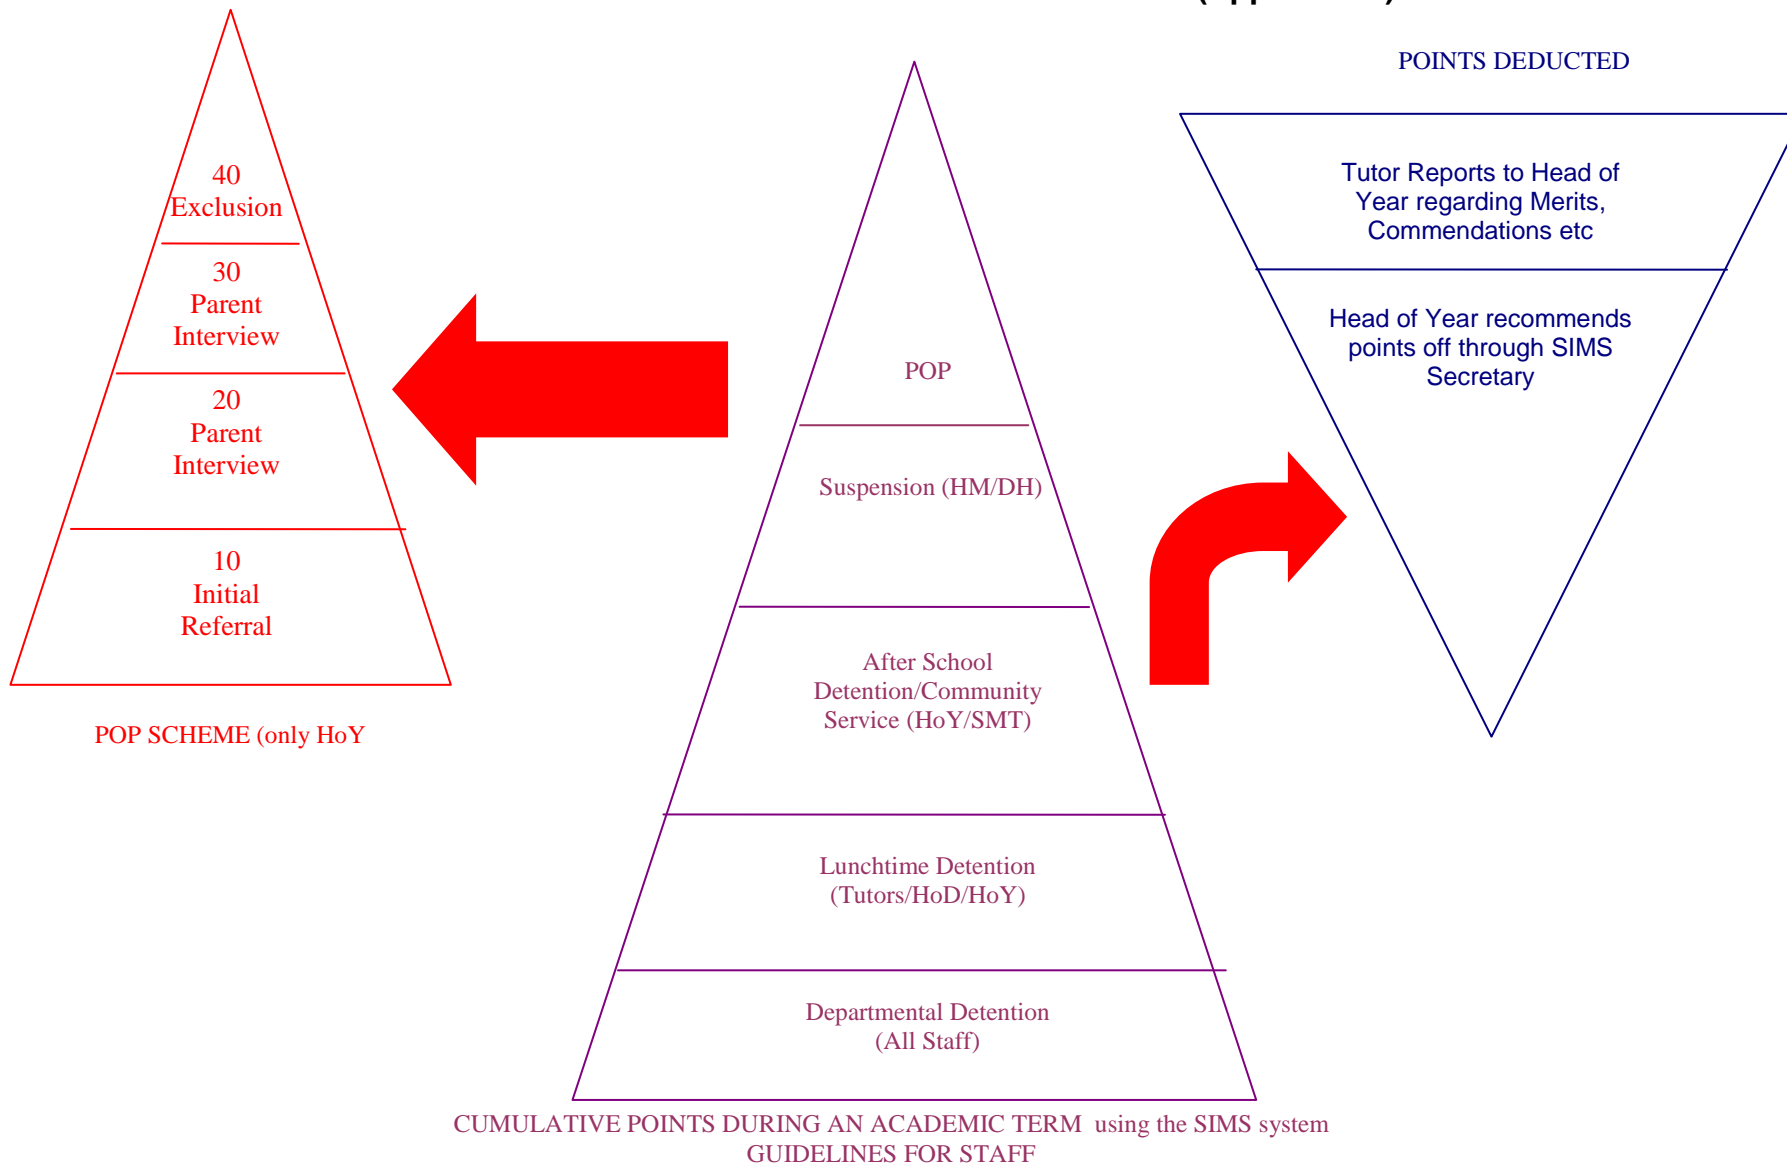 POINTS DEDUCTED
40
Exclusion
30
Parent
Interview
20
Parent
Interview
10
Initial
Referral
POP SCHEME (only HoY
POP
Suspension (HM/DH)
After School
Detention/Community
Service (HoY/SMT)
Lunchtime Detention
(Tutors/HoD/HoY)
Departmental Detention
(All Staff)
CUMULATIVE POINTS DURING AN ACADEMIC TERM using the SIMS system
GUIDELINES FOR STAFF
Tutor Reports to Head of
Year regarding Merits,
Commendations etc
Head of Year recommends
points off through SIMS
Secretary